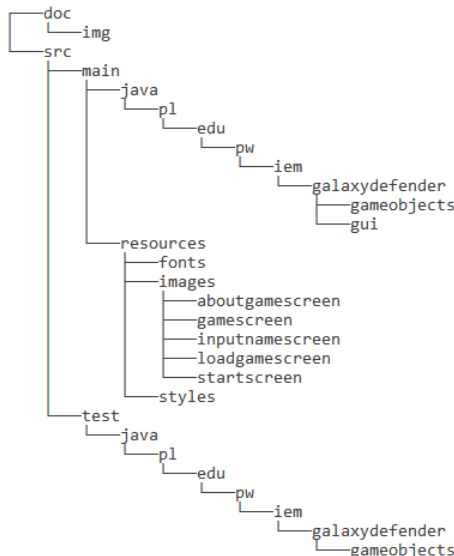 doc
img
src
main
java
pl
edu
pw
iem
galaxydefender
gameobjects
gui
resources
fonts
images
aboutgamescreen
gamescreen
inputnamescreen
loadgamescreen
startscreen
styles
test
java
pl
edu
pw
iem
galaxydefender
gameobjects